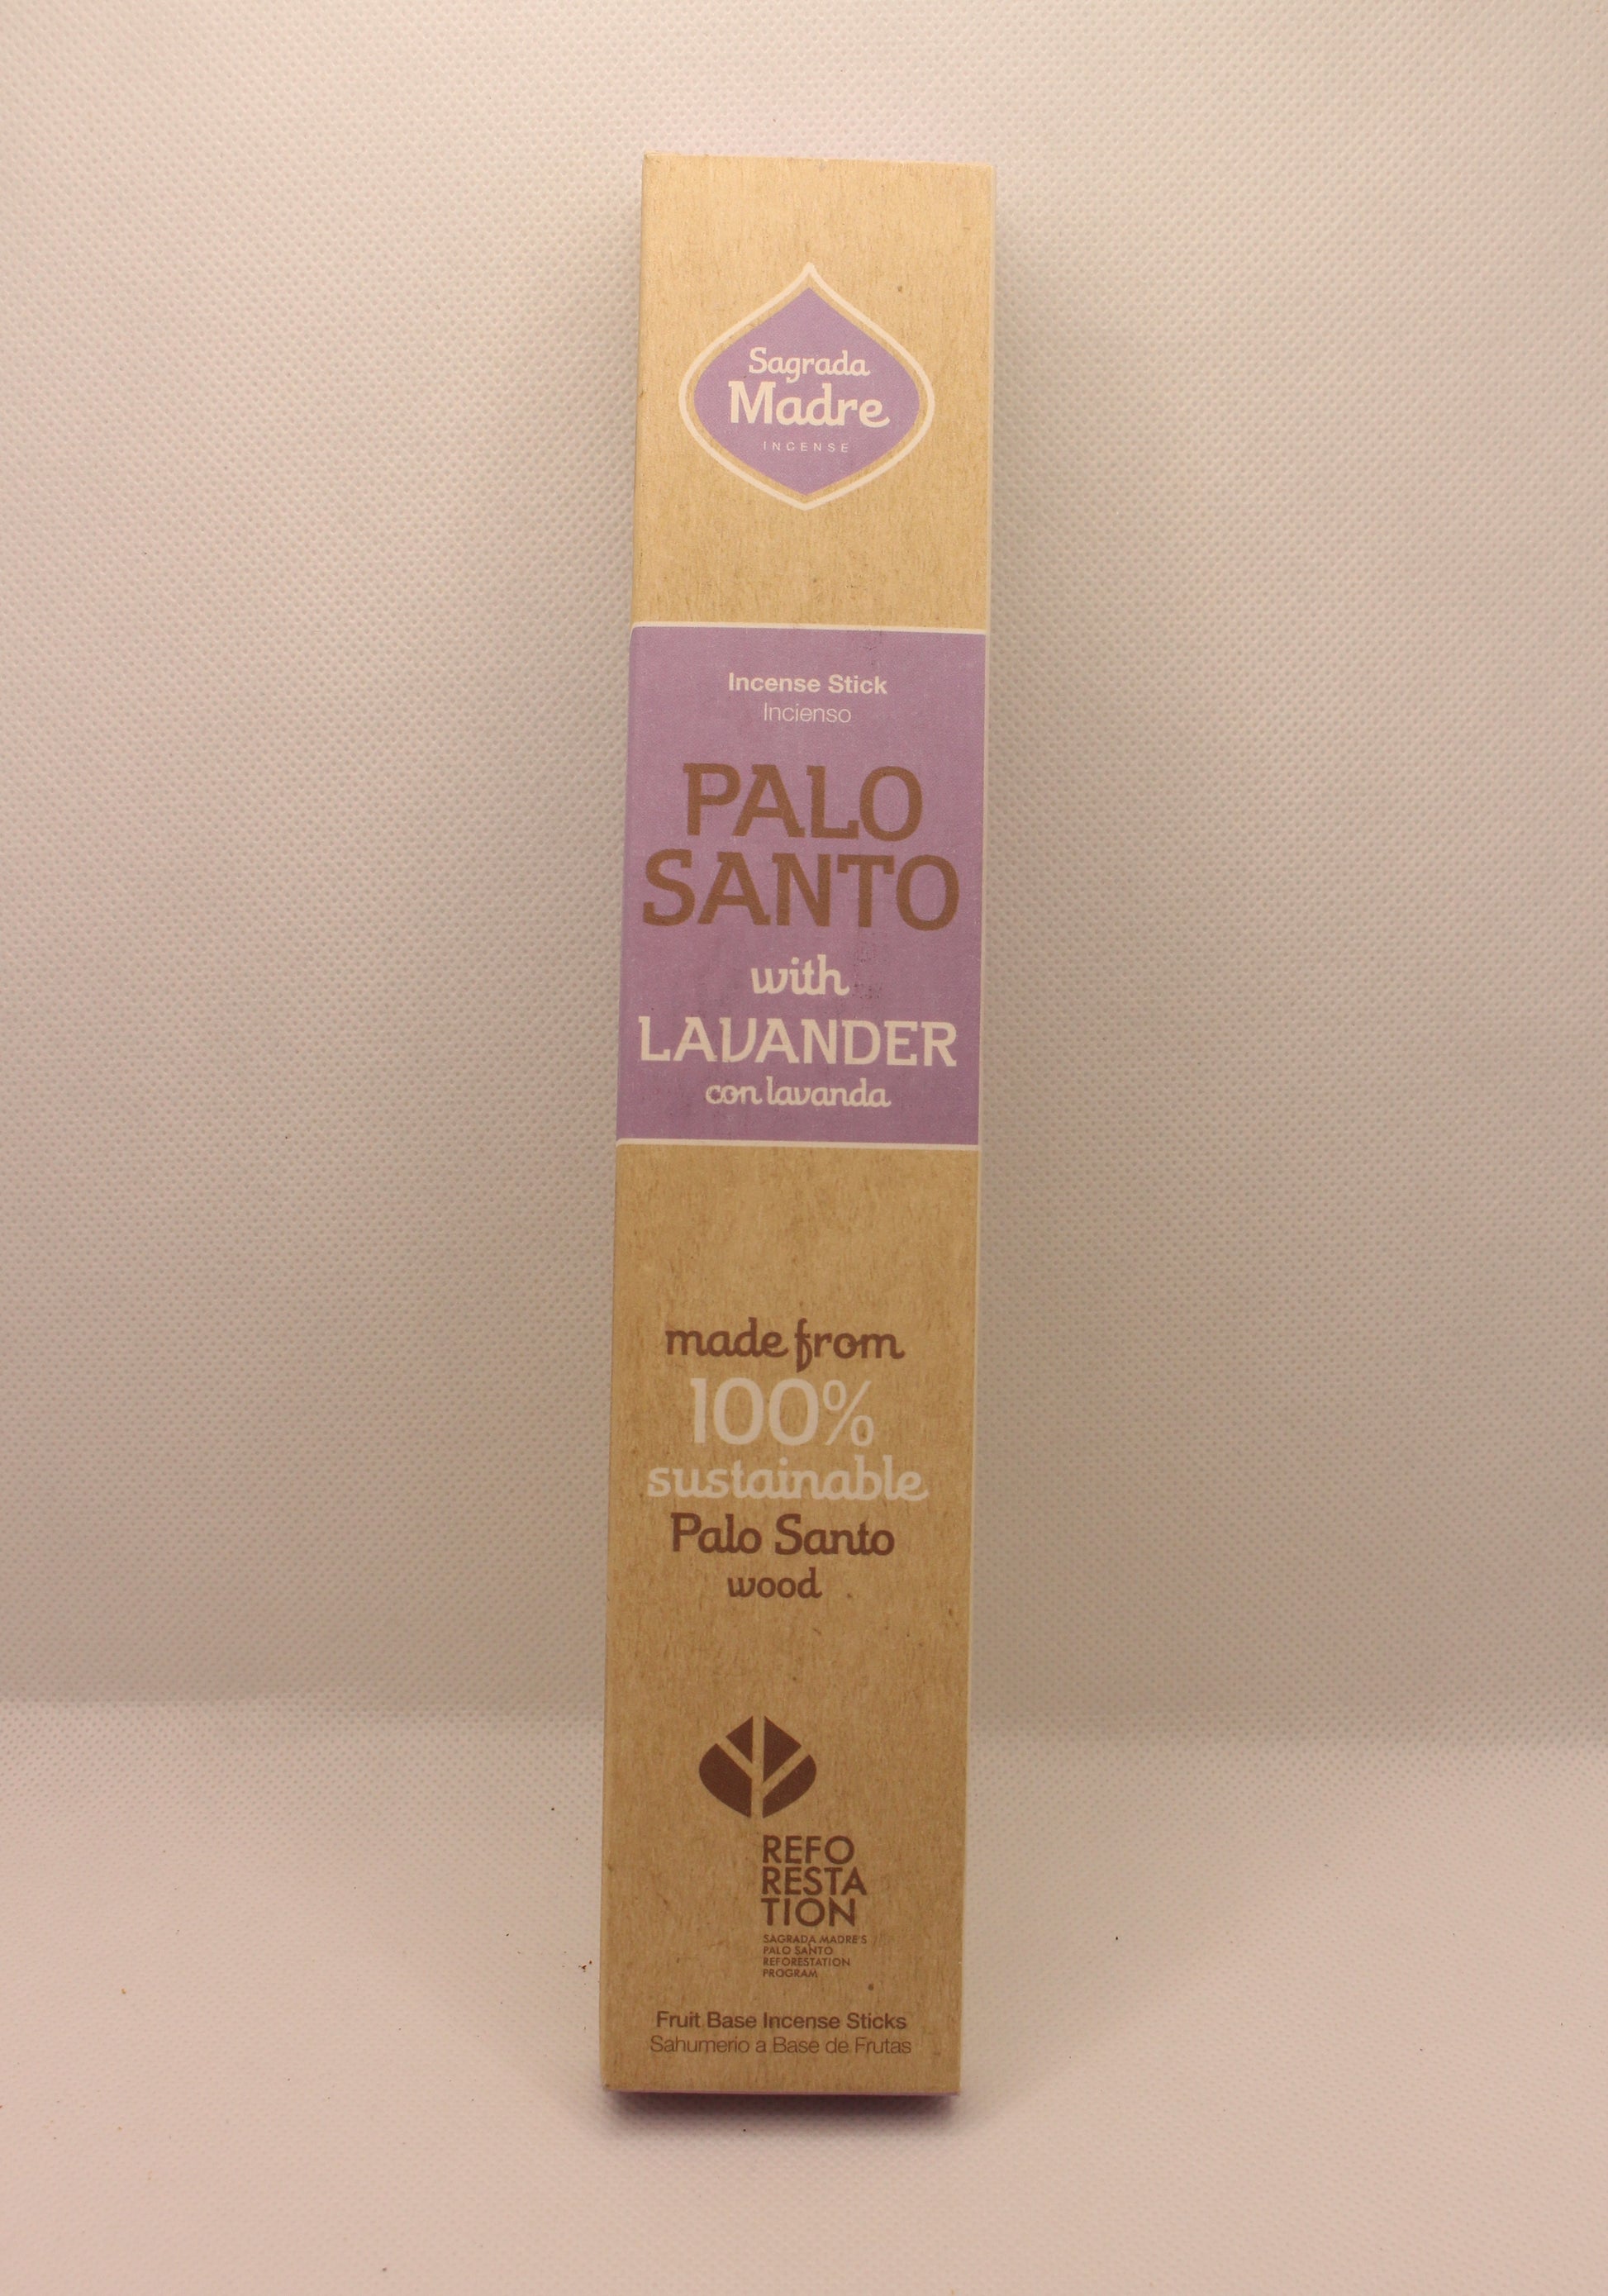 Sagrada
Madre
INCENSE
Incense Stick
Incienso
PALO
SANTO
with
LAVANDER
con lavanda
made from
100%
sustainable
Palo Santo
wood
REFO
RESTA
TION
SAGRADA MADRE'S
PALO SANTO
REFORESTATION
PROGRAM
Fruit Base Incense Sticks
Sahumerio a Base de Frutas